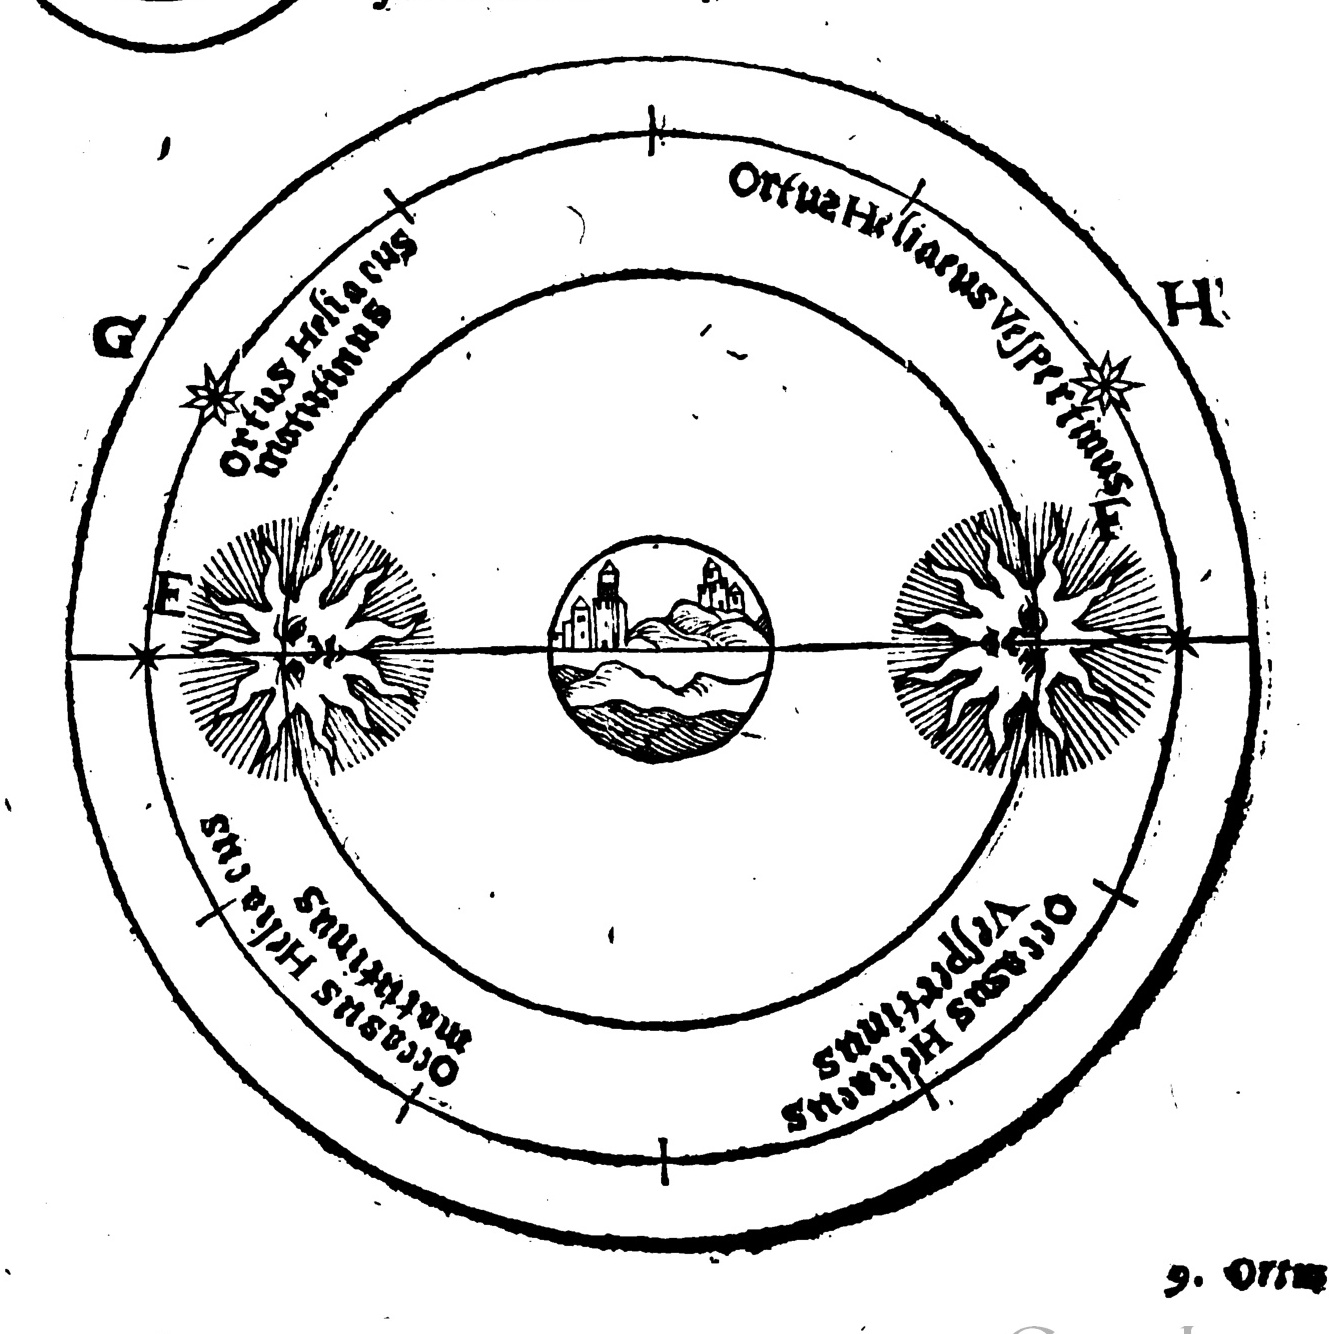 G
H
Ortus Heliacus
matutinus
Ortus Heliacus Veſpertinus
E
F
Occasus Heliacus
matutinus
Occasus Heliacus
Veſpertinus
9. Ortus